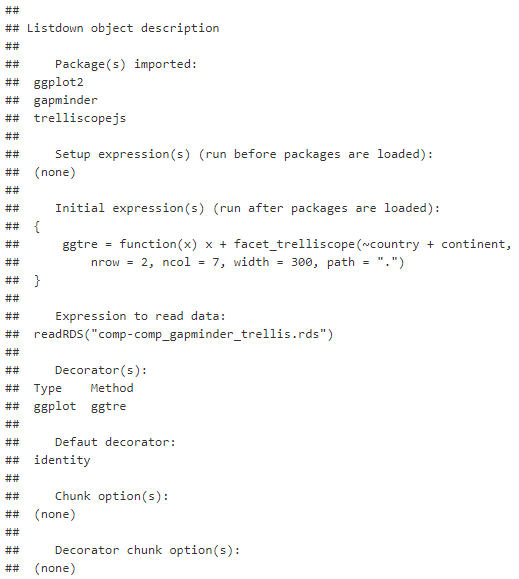 ##
## Listdown object description
##
##     Package(s) imported:
##  ggplot2
##  gapminder
##  trelliscopejs
##
##     Setup expression(s) (run before packages are loaded):
##  (none)
##
##     Initial expression(s) (run after packages are loaded):
##  {
##      ggtre = function(x) x + facet_trelliscope(~country + continent,
##          nrow = 2, ncol = 7, width = 300, path = ".")
##  }
##
##     Expression to read data:
##  readRDS("comp-comp_gapminder_trellis.rds")
##
##     Decorator(s):
##  Type    Method
##  ggplot  ggtre
##
##     Defaut decorator:
##  identity
##
##     Chunk option(s):
##  (none)
##
##     Decorator chunk option(s):
##  (none)